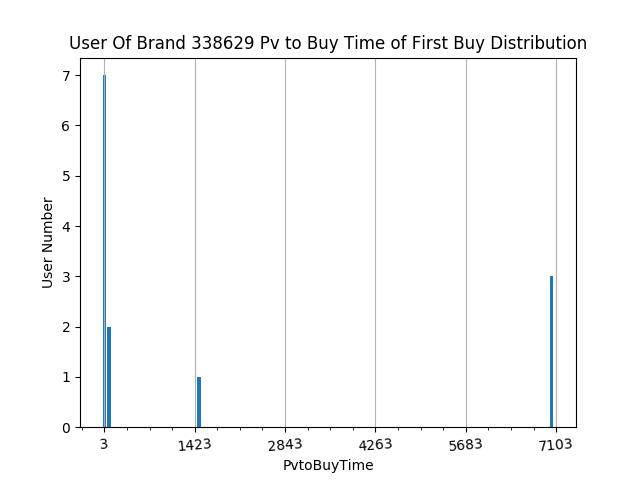 User Of Brand 338629 Pv to Buy Time of First Buy Distribution
7
6
5
4
3
2
1
0
User Number
3 1423 2843 4263 5683 7103
PvtoBuyTime